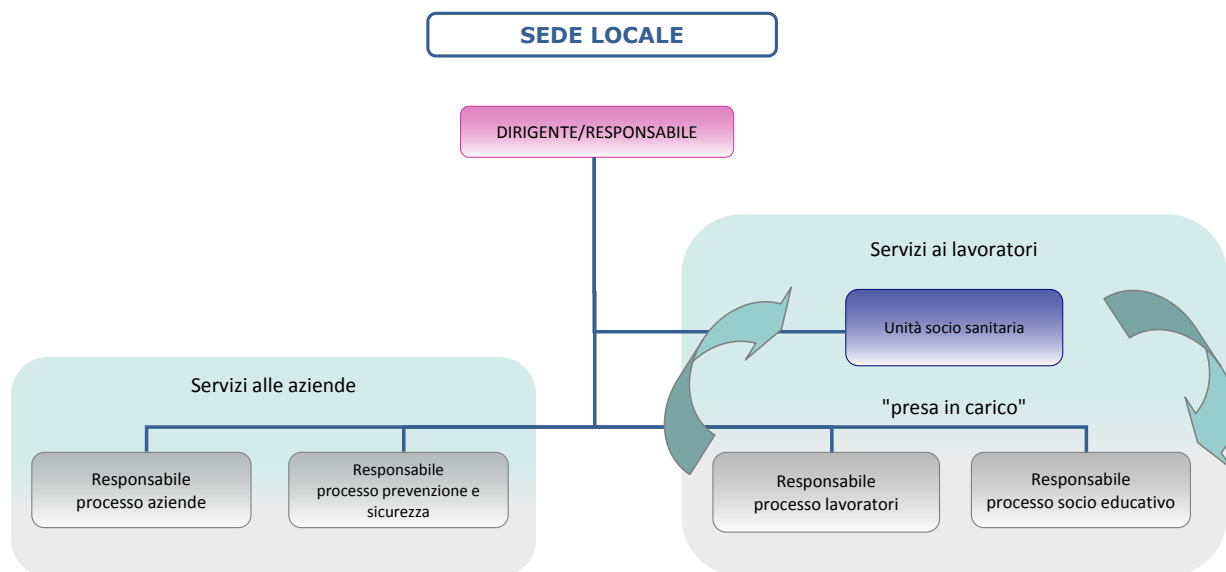 SEDE LOCALE
DIRIGENTE/RESPONSABILE
Servizi ai lavoratori
Unità socio sanitaria
Servizi alle aziende
"presa in carico"
Responsabile
processo aziende
Responsabile
processo prevenzione e
sicurezza
Responsabile
processo lavoratori
Responsabile
processo socio educativo